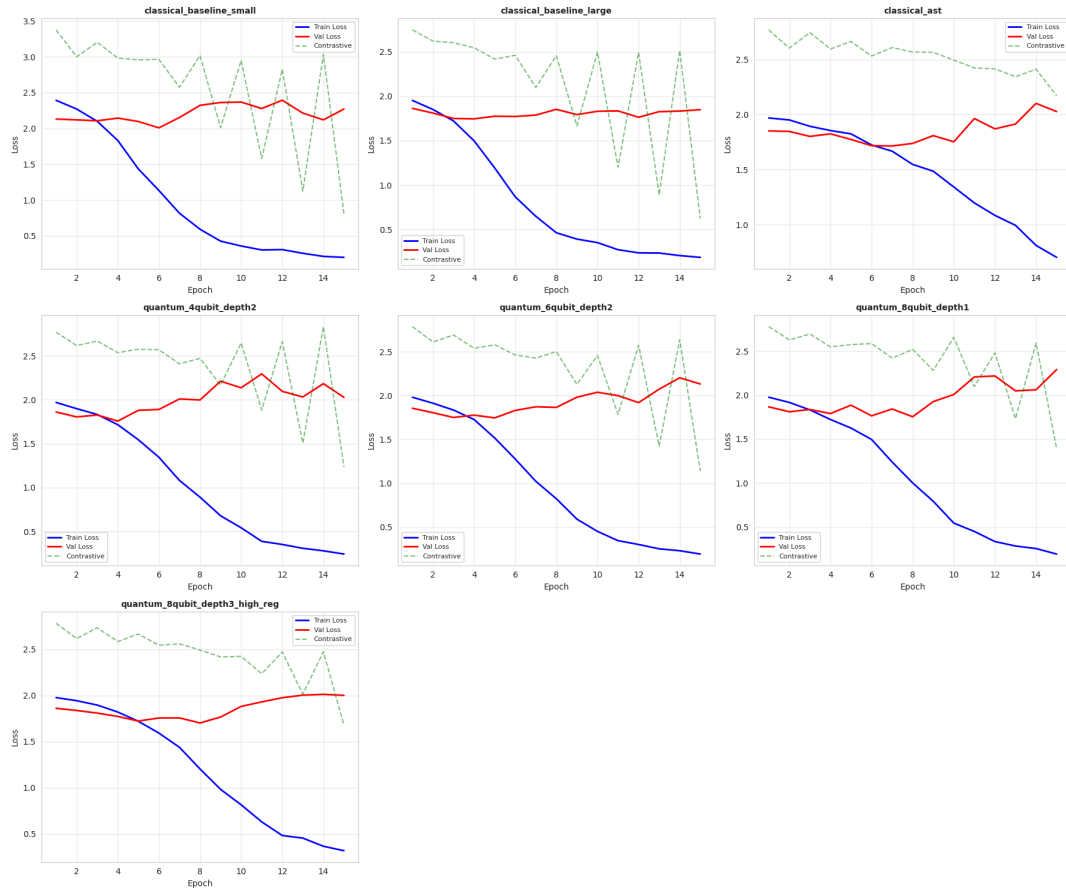 classical_baseline_small
3.5
3.0
2.5
2.0
1.5
1.0
0.5
Loss
Train Loss
Val Loss
Contrastive
2 4 6 8 10 12 14
Epoch
classical_baseline_large
2.5
2.0
1.5
1.0
0.5
Loss
Train Loss
Val Loss
Contrastive
2 4 6 8 10 12 14
Epoch
classical_ast
2.5
2.0
1.5
1.0
Loss
Train Loss
Val Loss
Contrastive
2 4 6 8 10 12 14
Epoch
quantum_4qubit_depth2
2.5
2.0
1.5
1.0
0.5
Loss
Train Loss
Val Loss
Contrastive
2 4 6 8 10 12 14
Epoch
quantum_6qubit_depth2
2.5
2.0
1.5
1.0
0.5
Loss
Train Loss
Val Loss
Contrastive
2 4 6 8 10 12 14
Epoch
quantum_8qubit_depth1
2.5
2.0
1.5
1.0
0.5
Loss
Train Loss
Val Loss
Contrastive
2 4 6 8 10 12 14
Epoch
quantum_8qubit_depth3_high_reg
2.5
2.0
1.5
1.0
0.5
Loss
Train Loss
Val Loss
Contrastive
2 4 6 8 10 12 14
Epoch